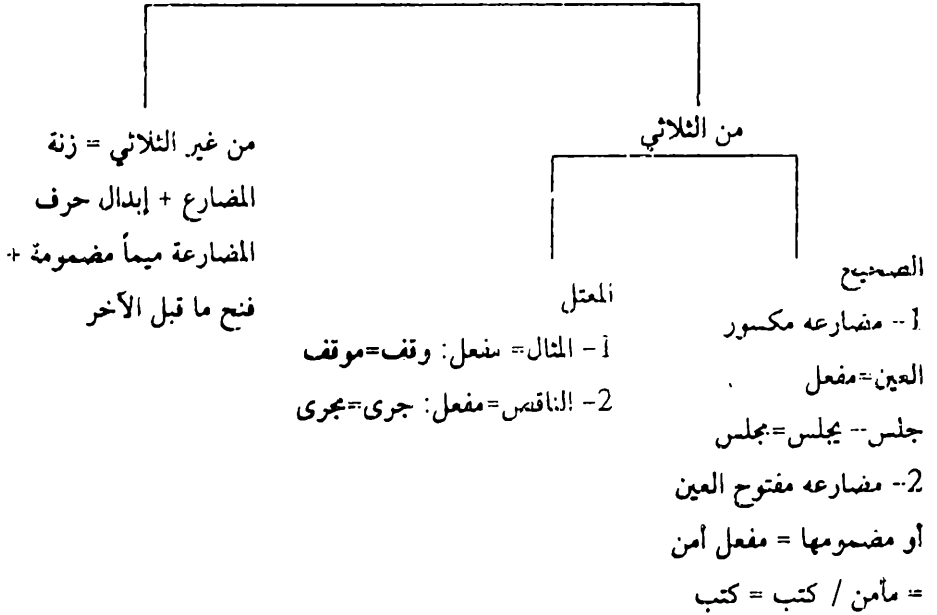 من الثلاثي
الصحيح
1- مضارعه مكسور
العين=مفعل
جلس- يجلس=مجلس
2- مضارعه مفتوح العين
أو مضمومها = مفعل أمن
= مأمن / كتب = كتب
المعتل
1- المثال= مفعل: وقف=موقف
2- الناقص=مفعل: جرى=مجرى
من غير الثلاثي = زنة
المضارع + إبدال حرف
المضارعة ميماً مضمومة +
فتح ما قبل الآخر